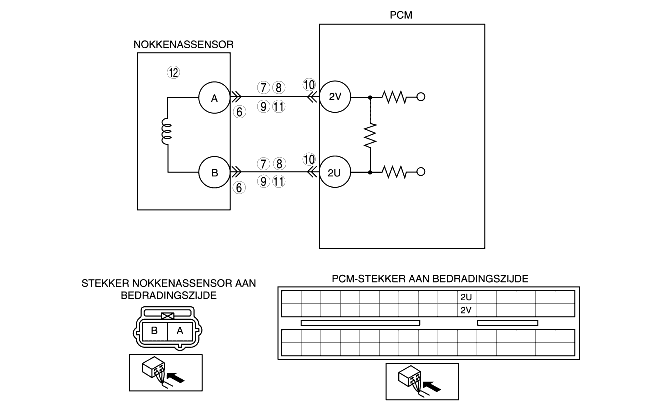 PCM
NOKKENASSENSOR
12
A
6
7 8
9 11
10
2V
B
6
7 8
9 11
10
2U
STEKKER NOKKENASSENSOR AAN
BEDRADINGSZIJDE
B A
PCM-STEKKER AAN BEDRADINGSZIJDE
2U
2V